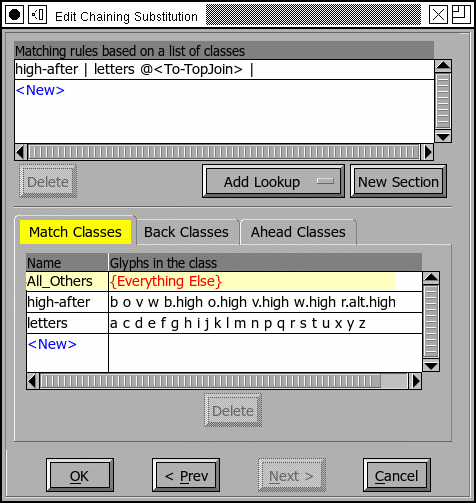 Edit Chaining Substitution
Matching rules based on a list of classes
high-after | letters @<To-TopJoin> |
<New>
Delete
Add Lookup
New Section
Match Classes
Back Classes
Ahead Classes
Name Glyphs in the class
All_Others {Everything Else}
high-after b o v w b.high o.high v.high w.high r.alt.high
letters a c d e f g h i j k l m n p q r s t u x y z
<New>
Delete
OK
< Prev
Next >
Cancel